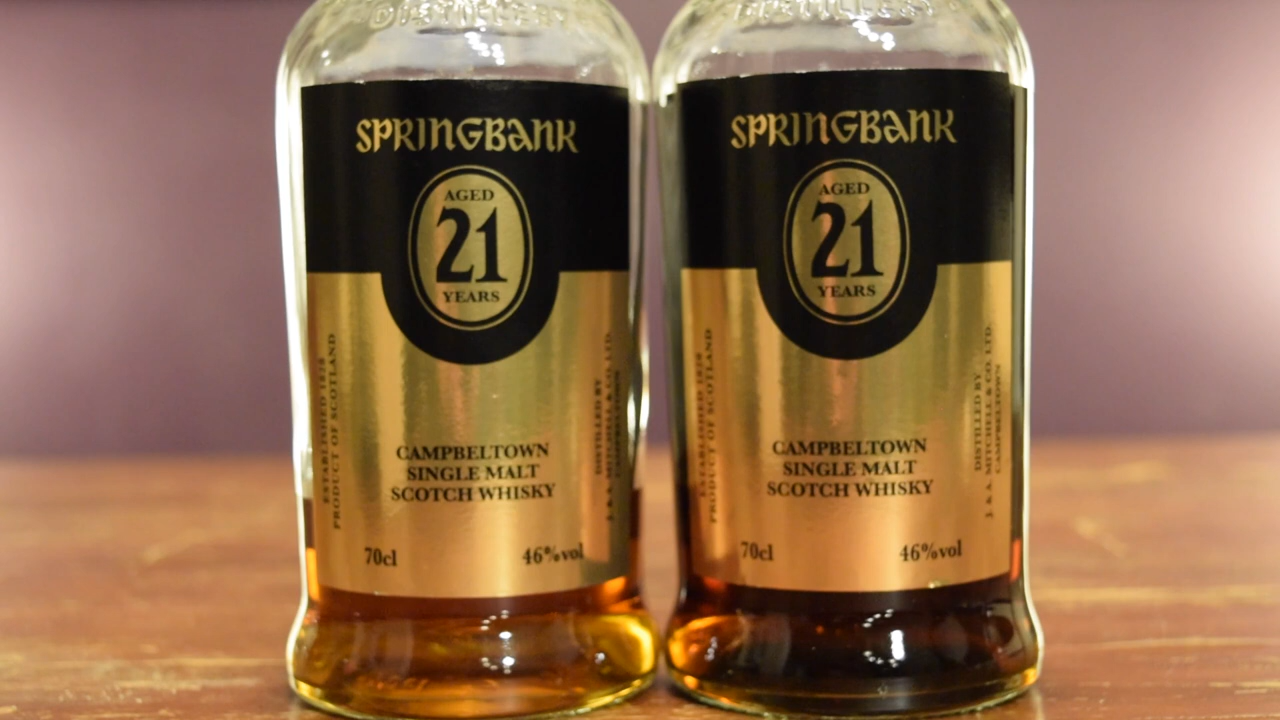 DISTILLERY
SPRINGBANK
AGED
21
YEARS
ESTABLISHED 1828
PRODUCT OF SCOTLAND
DISTILLED BY
J. & A. MITCHELL & CO. LTD.
CAMPBELTOWN
CAMPBELTOWN
SINGLE MALT
SCOTCH WHISKY
70cl
46%vol
DISTILLERY
SPRINGBANK
AGED
21
YEARS
ESTABLISHED 1828
PRODUCT OF SCOTLAND
DISTILLED BY
J. & A. MITCHELL & CO. LTD.
CAMPBELTOWN
CAMPBELTOWN
SINGLE MALT
SCOTCH WHISKY
70cl
46%vol